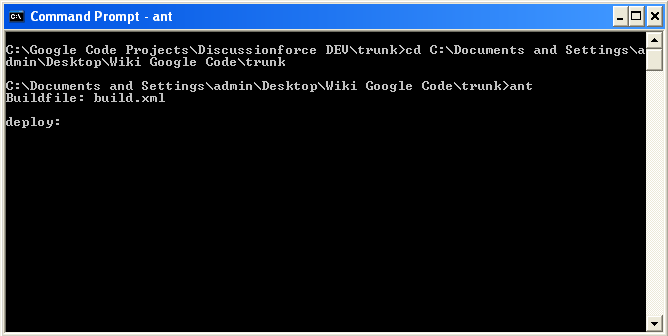 Command Prompt - ant
C:\Google Code Projects\Discussionforce DEV\trunk>cd C:\Documents and Settings\a
dmin\Desktop\Wiki Google Code\trunk
C:\Documents and Settings\admin\Desktop\Wiki Google Code\trunk>ant
Buildfile: build.xml
deploy: